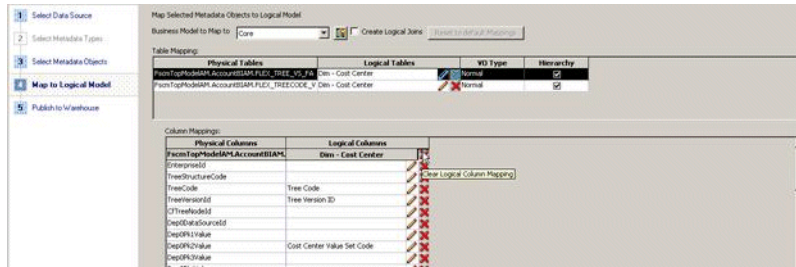 1 Select Data Source
2 Select Metadata Types
3 Select Metadata Objects
4 Map to Logical Model
5 Publish to Warehouse
Map Selected Metadata Objects to Logical Model
Business Model to Map to Core Create Logical Joins Reset to default Mappings
Table Mapping:
Physical Tables Logical Tables VO Type Hierarchy
FscmTopModelAM.AccountBIAM.FLEX_TREE_VS_FA Dim - Cost Center Normal
FscmTopModelAM.AccountBIAM.FLEX_TREECODE_V Dim - Cost Center Normal
Column Mappings:
Physical Columns Logical Columns
FscmTopModelAM.AccountBIAM. Dim - Cost Center
EnterpriseId
Clear Logical Column Mapping
TreeStructureCode
TreeCode Tree Code
TreeVersionId Tree Version ID
CfTreeNodeId
Dep0DataSourceId
Dep0Pk1Value
Dep0Pk2Value Cost Center Value Set Code
Dep0Pk3Value